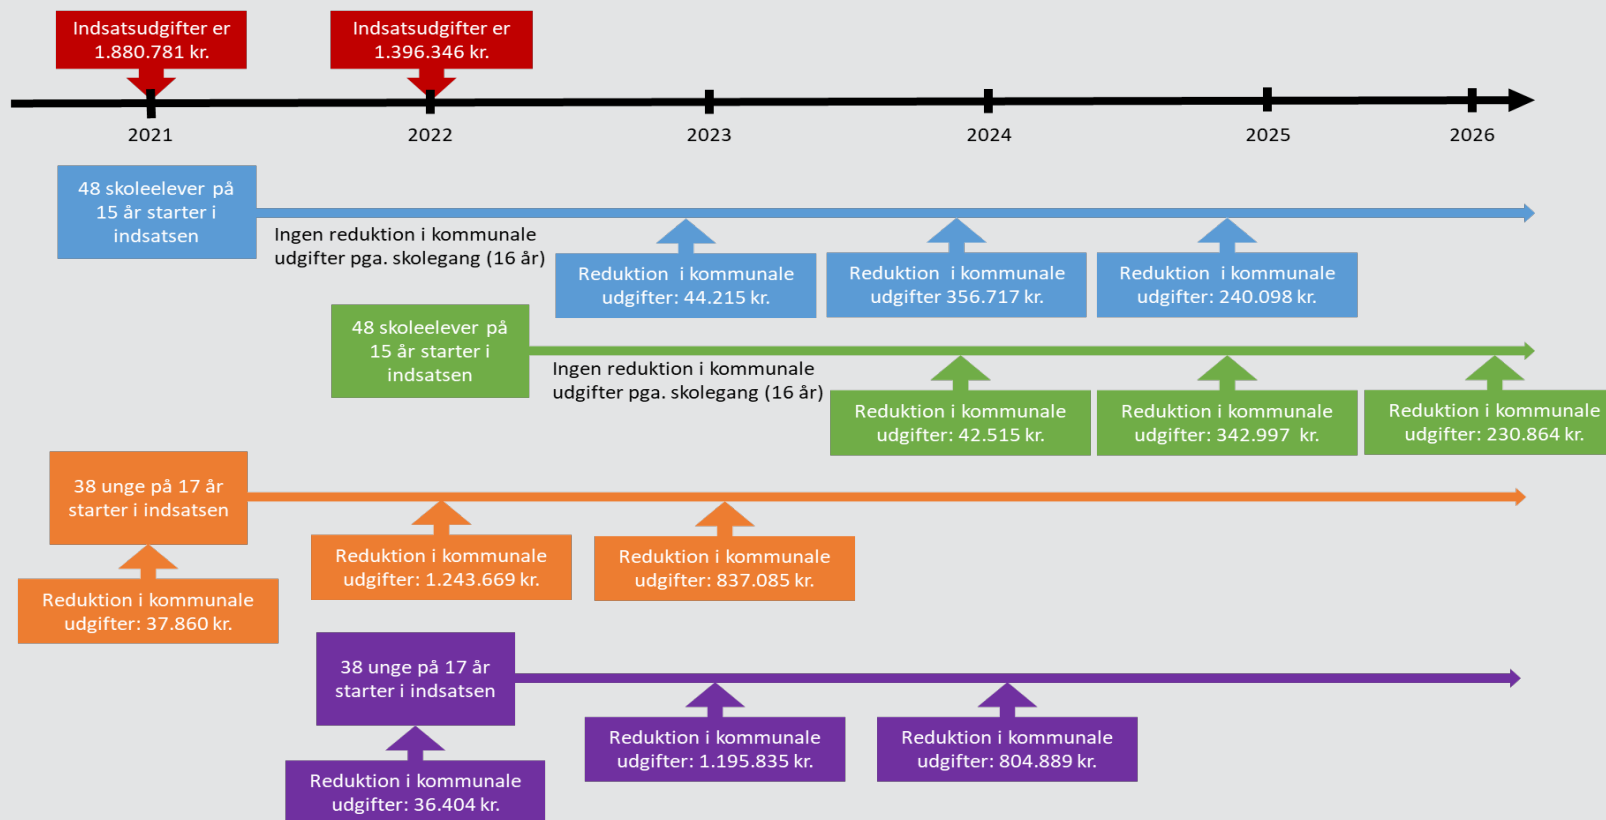 Indsatsudgifter er
1.880.781 kr.
Indsatsudgifter er
1.396.346 kr.
2021
2022
2023
2024
2025
2026
48 skoleelever på
15 år starter i
indsatsen
Ingen reduktion i kommunale
udgifter pga. skolegang (16 år)
Reduktion i kommunale
udgifter: 44.215 kr.
Reduktion i kommunale
udgifter 356.717 kr.
Reduktion i kommunale
udgifter: 240.098 kr.
48 skoleelever på
15 år starter i
indsatsen
Ingen reduktion i kommunale
udgifter pga. skolegang (16 år)
Reduktion i kommunale
udgifter: 42.515 kr.
Reduktion i kommunale
udgifter: 342.997 kr.
Reduktion i kommunale
udgifter: 230.864 kr.
38 unge på 17 år
starter i indsatsen
Reduktion i kommunale
udgifter: 37.860 kr.
Reduktion i kommunale
udgifter: 1.243.669 kr.
Reduktion i kommunale
udgifter: 837.085 kr.
38 unge på 17 år
starter i indsatsen
Reduktion i kommunale
udgifter: 36.404 kr.
Reduktion i kommunale
udgifter: 1.195.835 kr.
Reduktion i kommunale
udgifter: 804.889 kr.